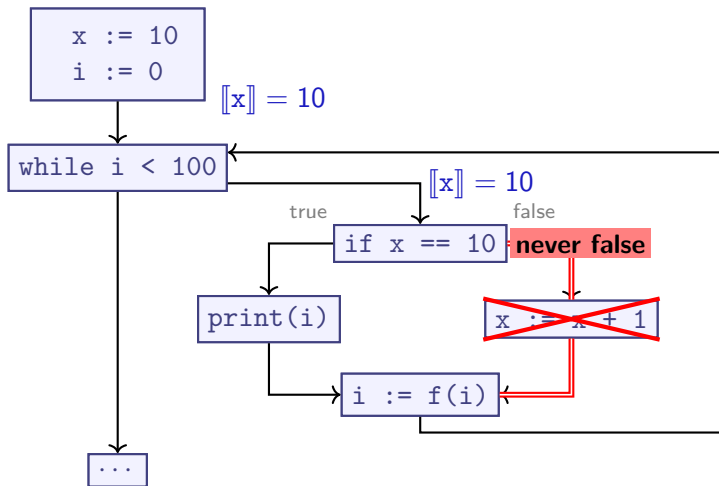 x := 10
i := 0
⟦x⟧ = 10
while i < 100
⟦x⟧ = 10
true
false
if x == 10
never false
print(i)
x := x + 1
i := f(i)
...